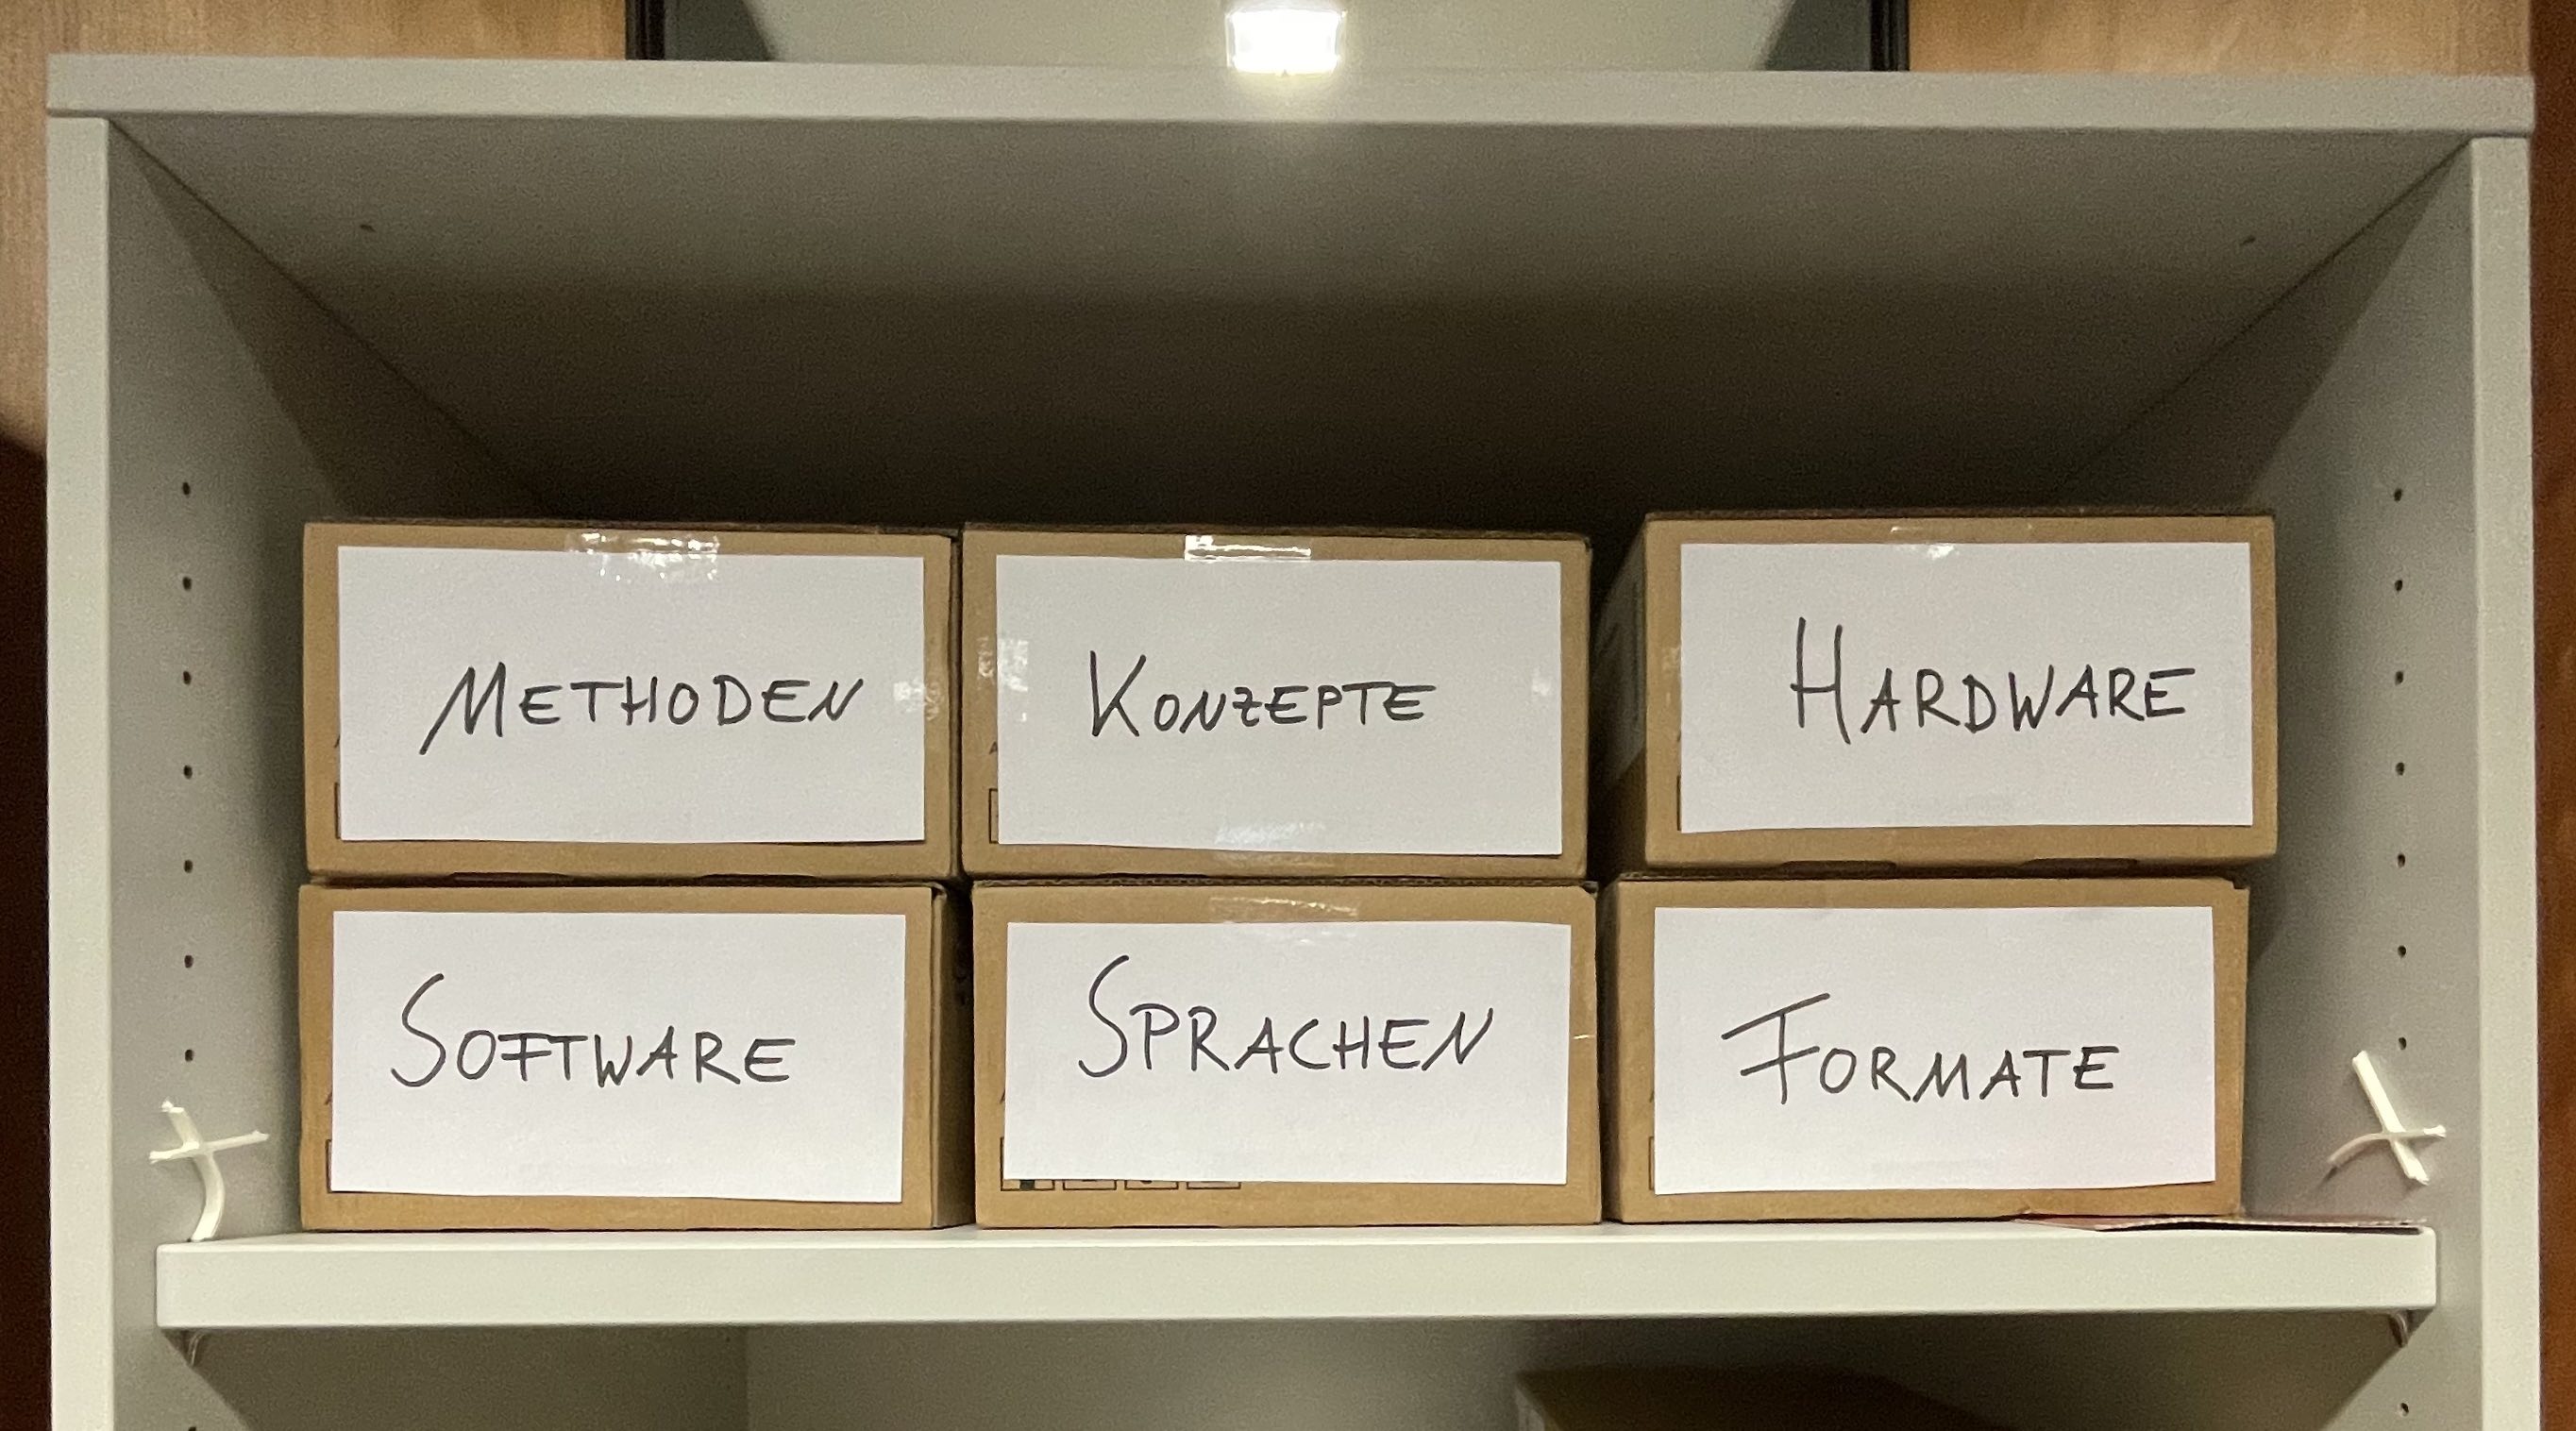 METHODEN
KONZEPTE
HARDWARE
SOFTWARE
SPRACHEN
FORMATE